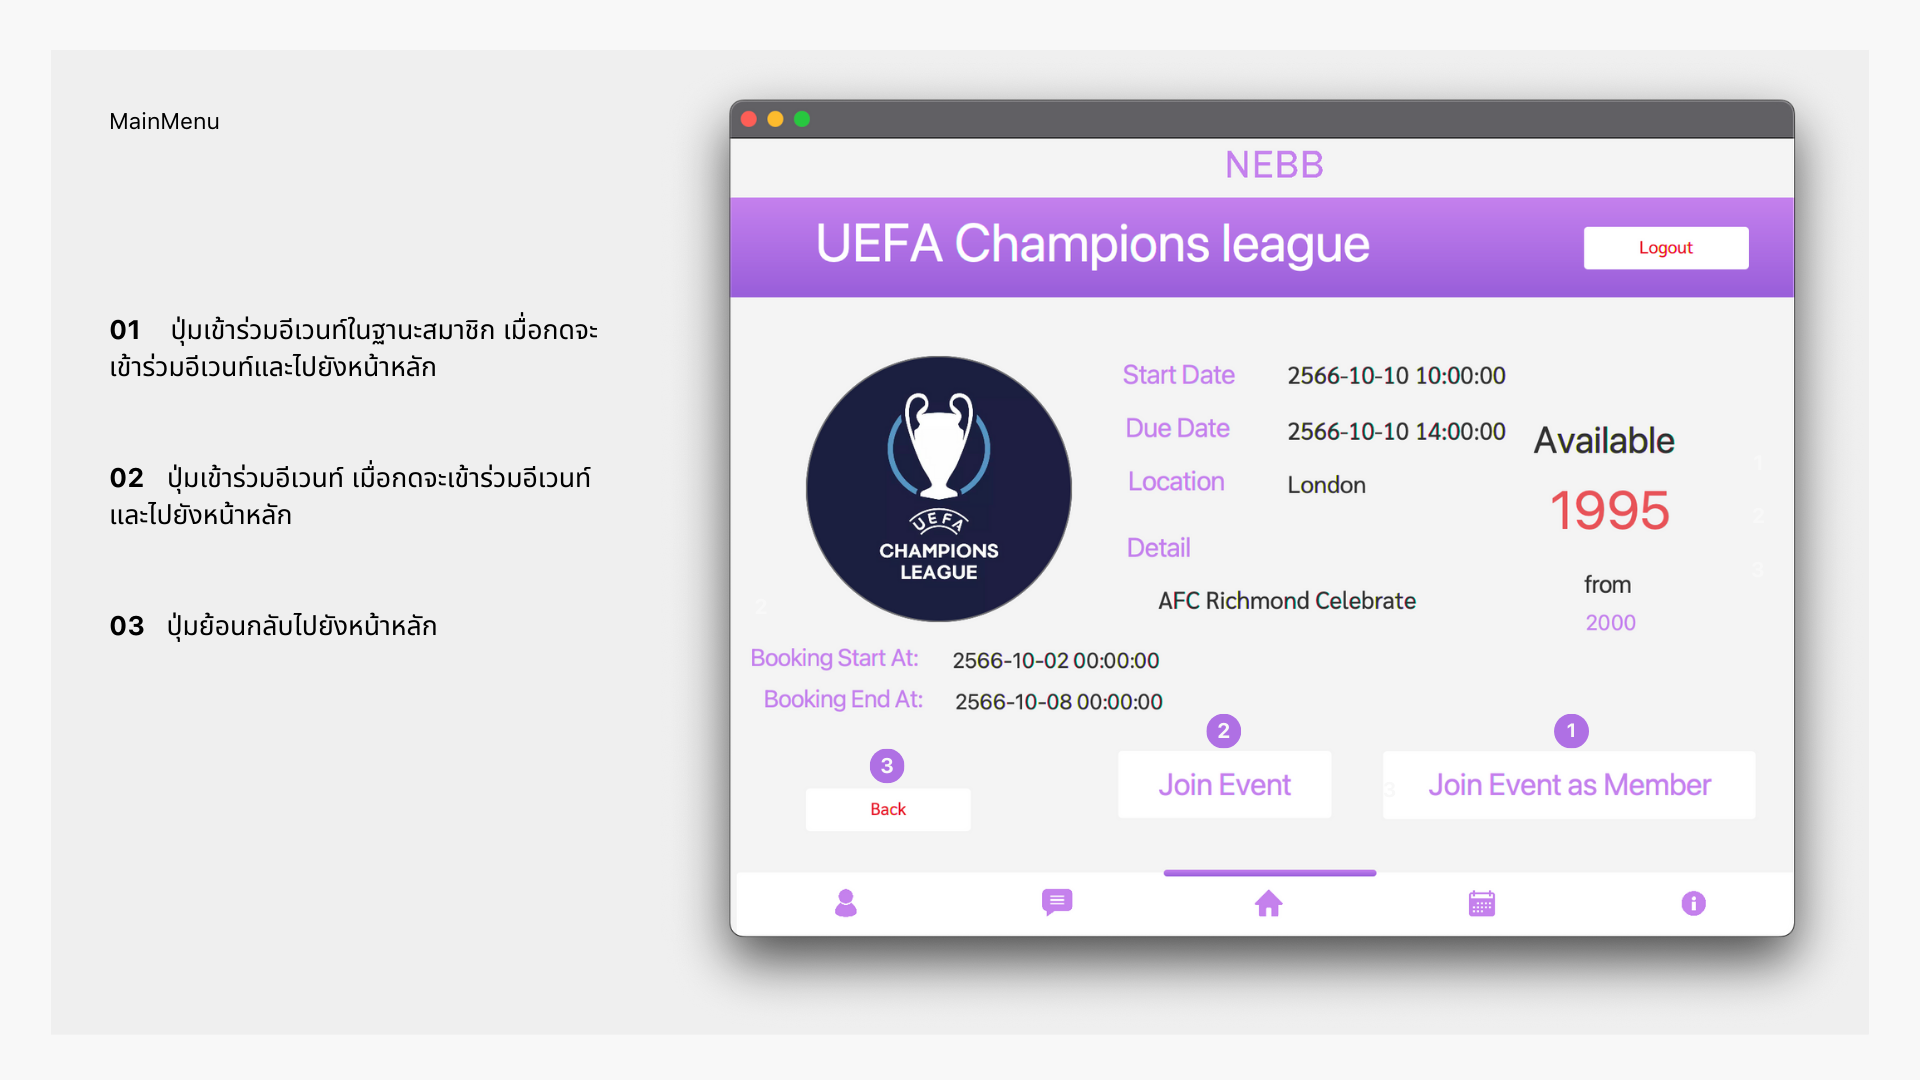 MainMenu
01 ปุ่มเข้าร่วมอีเวนท์ในฐานะสมาชิก เมื่อกดจะ
เข้าร่วมอีเวนท์และไปยังหน้าหลัก
02 ปุ่มเข้าร่วมอีเวนท์ เมื่อกดจะเข้าร่วมอีเวนท์
และไปยังหน้าหลัก
03 ปุ่มย้อนกลับไปยังหน้าหลัก
NEBB
UEFA Champions league
Logout
UEFA
CHAMPIONS
LEAGUE
Start Date 2566-10-10 10:00:00
Due Date 2566-10-10 14:00:00
Location London
Detail
AFC Richmond Celebrate
Available
1995
from
2000
1
2
3
2
Booking Start At: 2566-10-02 00:00:00
Booking End At: 2566-10-08 00:00:00
3
Back
2
Join Event
1
3
Join Event as Member